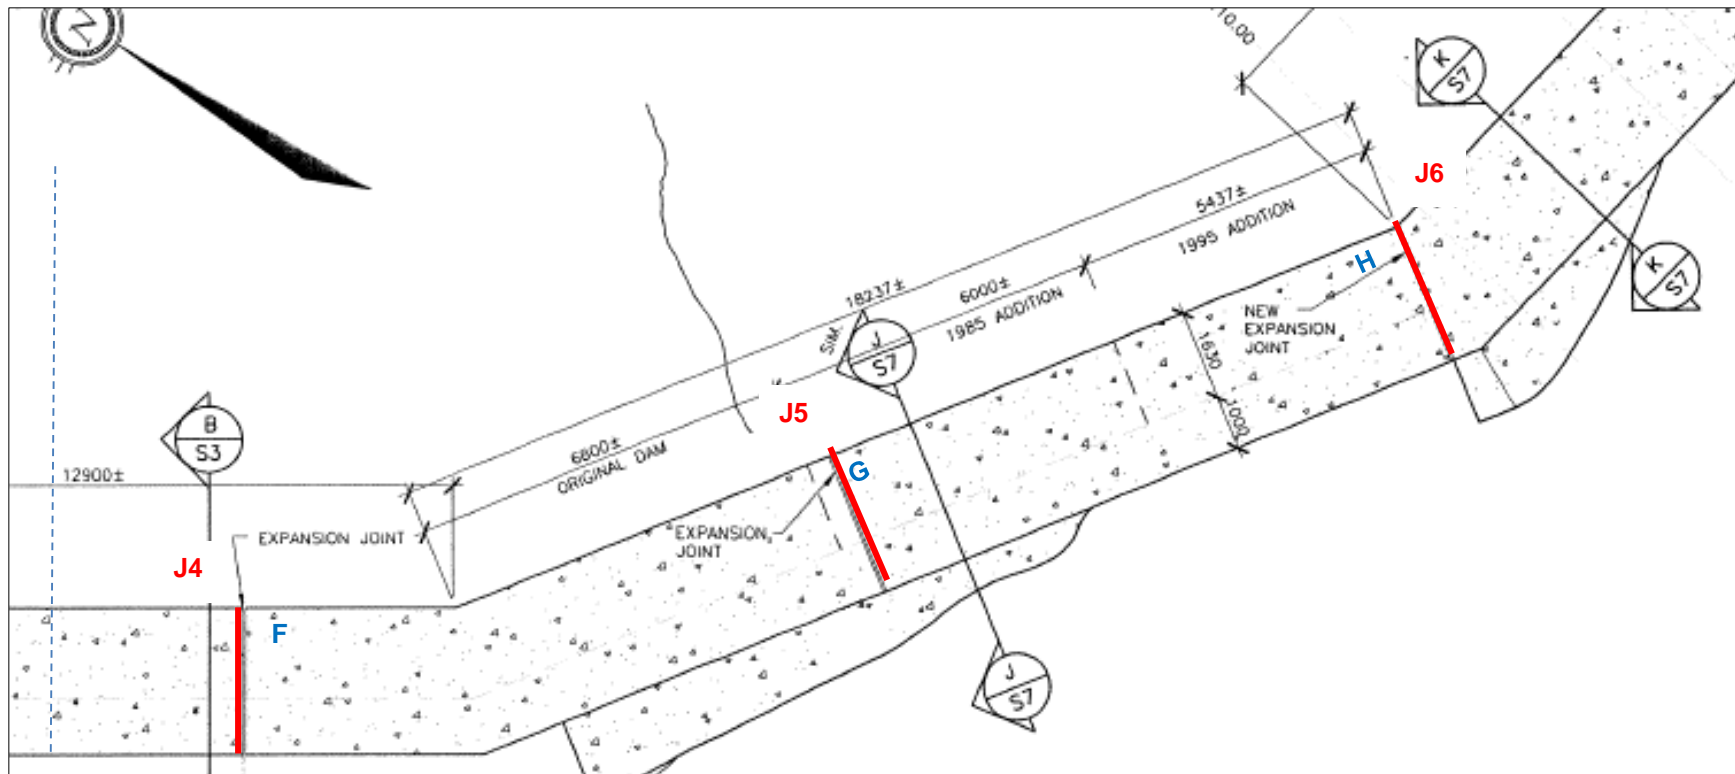 N
10.00
K
S7
J6
5437±
1995 ADDITION
H
K
S7
18237±
6000±
1985 ADDITION
NEW
EXPANSION
JOINT
1630
1000
SIM.
J
S7
J5
6800±
ORIGINAL DAM
G
B
S3
12900±
EXPANSION JOINT
EXPANSION
JOINT
J4
F
J
S7